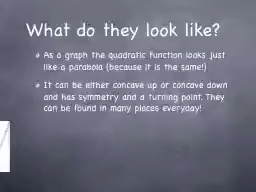 What do they look like?
As a graph the quadratic function looks just
like a parabola (because it is the same!)
It can be either concave up or concave down
and has symmetry and a turning point. They
can be found in many places everyday!